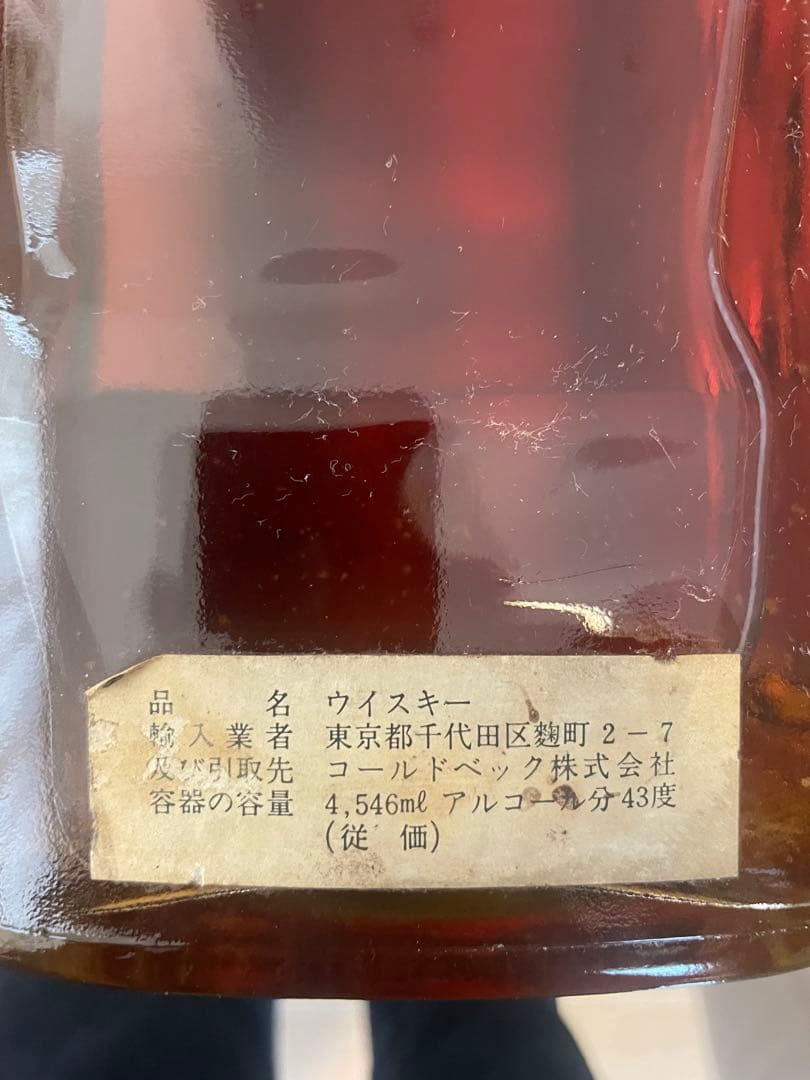 品名 ウイスキー
輸入業者 東京都千代田区麴町2-7
及び引取先 コールドベック株式会社
容器の容量 4,546mℓ アルコール分43度
(従価)